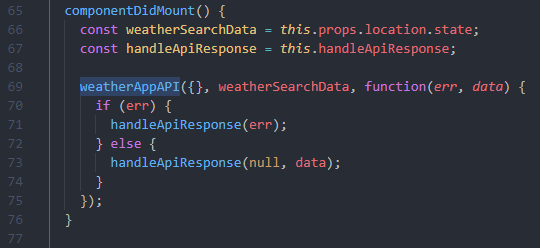 65 componentDidMount() {
66 const weatherSearchData = this.props.location.state;
67 const handleApiResponse = this.handleApiResponse;
68
69 weatherAppAPI({}, weatherSearchData, function(err, data) {
70 if (err) {
71 handleApiResponse(err);
72 } else {
73 handleApiResponse(null, data);
74 }
75 });
76 }
77